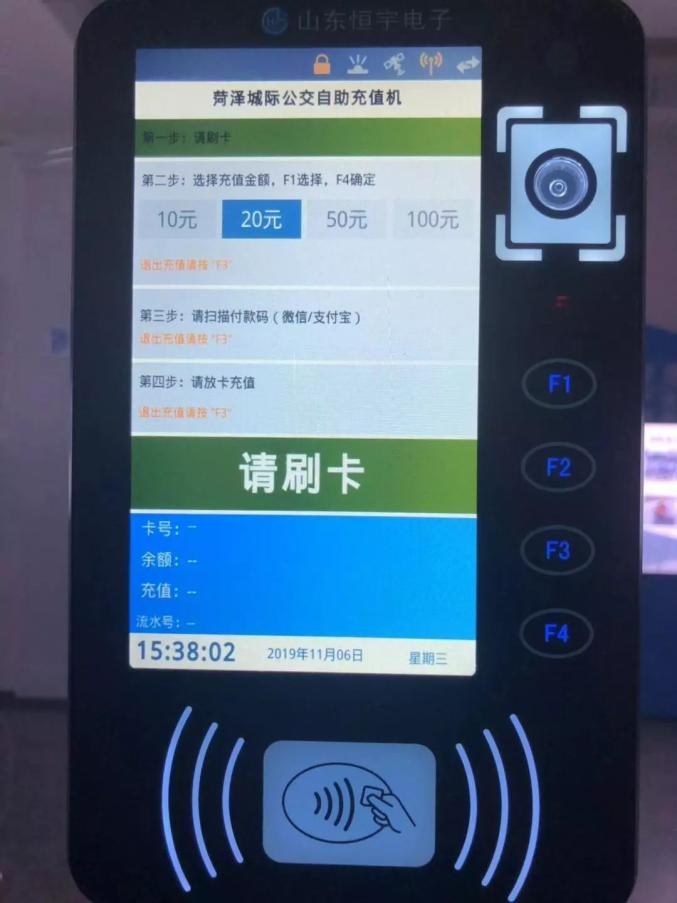 山东恒宇电子
菏泽城际公交自助充值机
第一步：请刷卡
第二步：选择充值金额，F1选择，F4确定
10元 20元 50元 100元
退出充值请按 "F3"
第三步：请扫描付款码（微信/支付宝）
退出充值请按 "F3"
第四步：请放卡充值
退出充值请按 "F3"
请刷卡
卡号：--
余额：--
充值：--
流水号：--
15:38:02 2019年11月06日 星期三
F1
F2
F3
F4